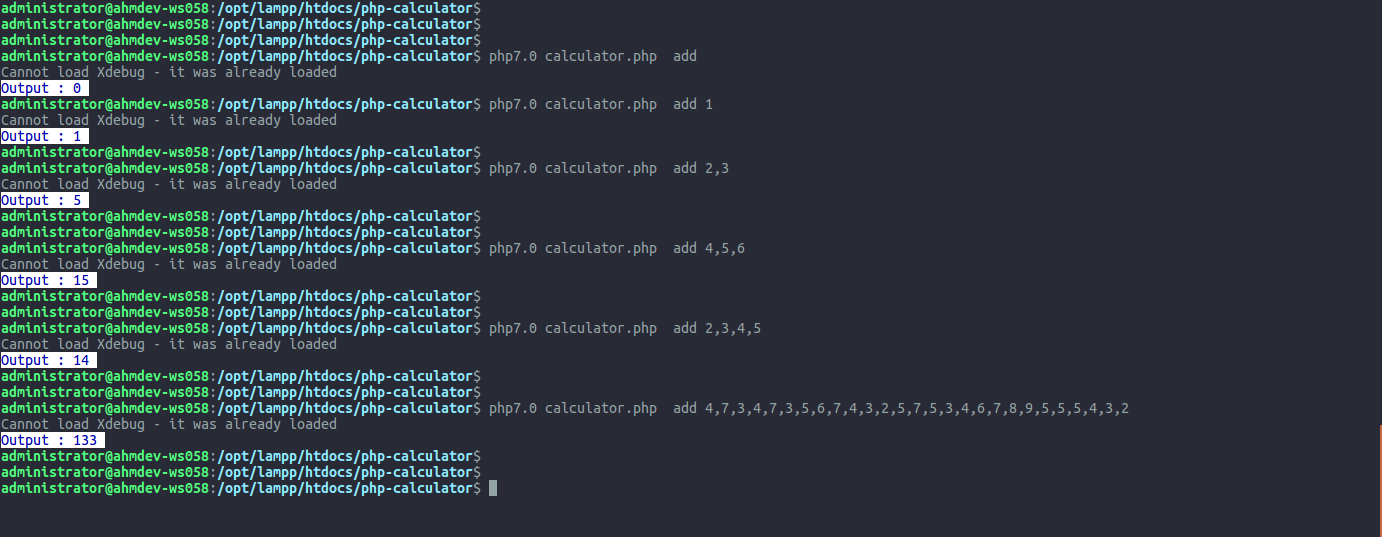 administrator@ahmdev-ws058:/opt/lampp/htdocs/php-calculator$
administrator@ahmdev-ws058:/opt/lampp/htdocs/php-calculator$
administrator@ahmdev-ws058:/opt/lampp/htdocs/php-calculator$
administrator@ahmdev-ws058:/opt/lampp/htdocs/php-calculator$ php7.0 calculator.php  add
Cannot load Xdebug - it was already loaded
Output : 0
administrator@ahmdev-ws058:/opt/lampp/htdocs/php-calculator$ php7.0 calculator.php  add 1
Cannot load Xdebug - it was already loaded
Output : 1
administrator@ahmdev-ws058:/opt/lampp/htdocs/php-calculator$
administrator@ahmdev-ws058:/opt/lampp/htdocs/php-calculator$ php7.0 calculator.php  add 2,3
Cannot load Xdebug - it was already loaded
Output : 5
administrator@ahmdev-ws058:/opt/lampp/htdocs/php-calculator$
administrator@ahmdev-ws058:/opt/lampp/htdocs/php-calculator$
administrator@ahmdev-ws058:/opt/lampp/htdocs/php-calculator$ php7.0 calculator.php  add 4,5,6
Cannot load Xdebug - it was already loaded
Output : 15
administrator@ahmdev-ws058:/opt/lampp/htdocs/php-calculator$
administrator@ahmdev-ws058:/opt/lampp/htdocs/php-calculator$
administrator@ahmdev-ws058:/opt/lampp/htdocs/php-calculator$ php7.0 calculator.php  add 2,3,4,5
Cannot load Xdebug - it was already loaded
Output : 14
administrator@ahmdev-ws058:/opt/lampp/htdocs/php-calculator$
administrator@ahmdev-ws058:/opt/lampp/htdocs/php-calculator$
administrator@ahmdev-ws058:/opt/lampp/htdocs/php-calculator$ php7.0 calculator.php  add 4,7,3,4,7,3,5,6,7,4,3,2,5,7,5,3,4,6,7,8,9,5,5,5,4,3,2
Cannot load Xdebug - it was already loaded
Output : 133
administrator@ahmdev-ws058:/opt/lampp/htdocs/php-calculator$
administrator@ahmdev-ws058:/opt/lampp/htdocs/php-calculator$
administrator@ahmdev-ws058:/opt/lampp/htdocs/php-calculator$